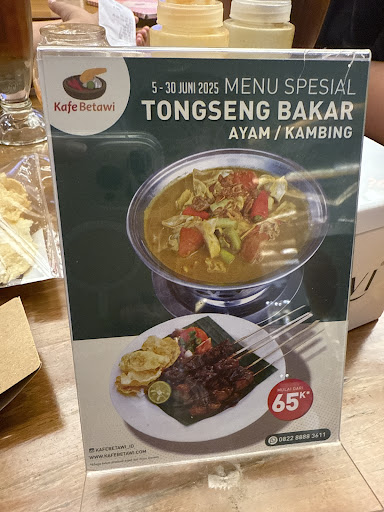 Kafe Betawi
5 - 30 JUNI 2025 MENU SPESIAL
TONGSENG BAKAR
AYAM / KAMBING
MULAI DARI
65K*
KAFEBETAWI_ID
WWW.KAFEBETAWI.COM
0822 8888 3611